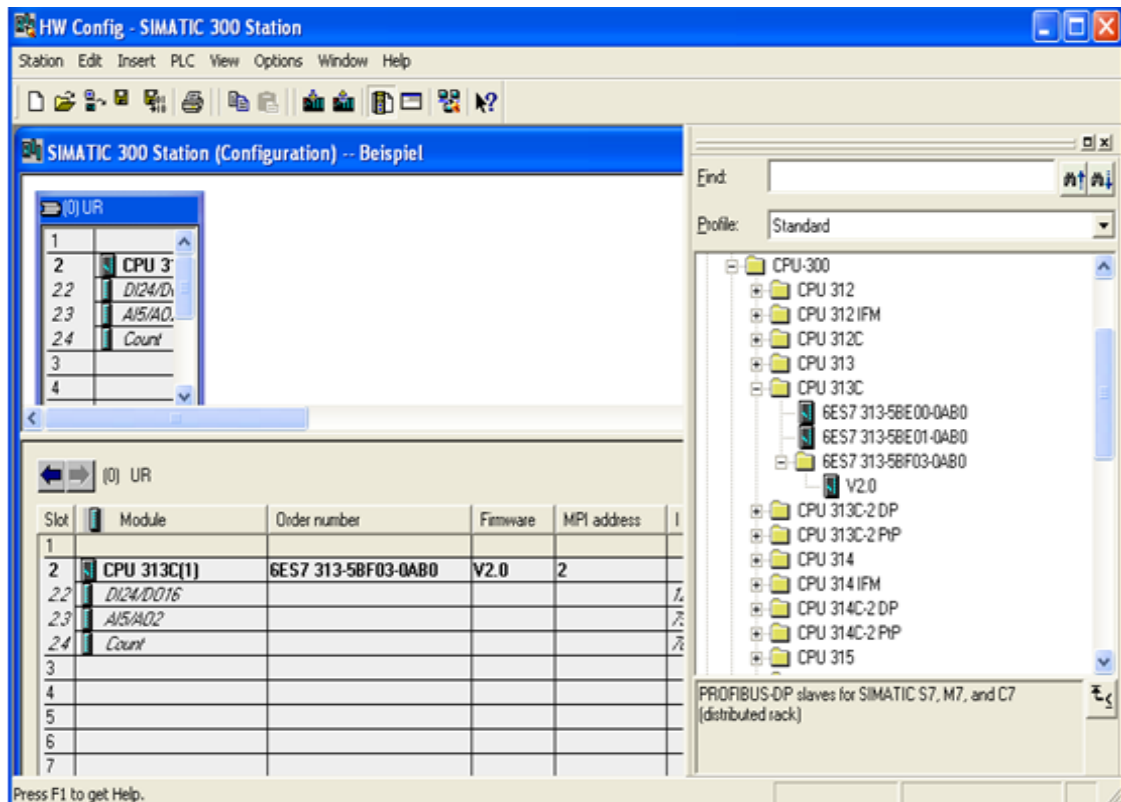 HW Config - SIMATIC 300 Station
Station Edit Insert PLC View Options Window Help
SIMATIC 300 Station (Configuration) -- Beispiel
(0) UR
1
2 CPU 3
2.2 DI24/D
2.3 AI5/AO
2.4 Count
3
4
(0) UR
Slot Module Order number Firmware MPI address I
1
2 CPU 313C(1) 6ES7 313-5BF03-0AB0 V2.0 2
2.2 DI24/DO16
2.3 AI5/AO2
2.4 Count
3
4
5
6
7
Find:
Profile: Standard
CPU-300
CPU 312
CPU 312 IFM
CPU 312C
CPU 313
CPU 313C
6ES7 313-5BE00-0AB0
6ES7 313-5BE01-0AB0
6ES7 313-5BF03-0AB0
V2.0
CPU 313C-2 DP
CPU 313C-2 PtP
CPU 314
CPU 314 IFM
CPU 314C-2 DP
CPU 314C-2 PtP
CPU 315
PROFIBUS-DP slaves for SIMATIC S7, M7, and C7
(distributed rack)
Press F1 to get Help.